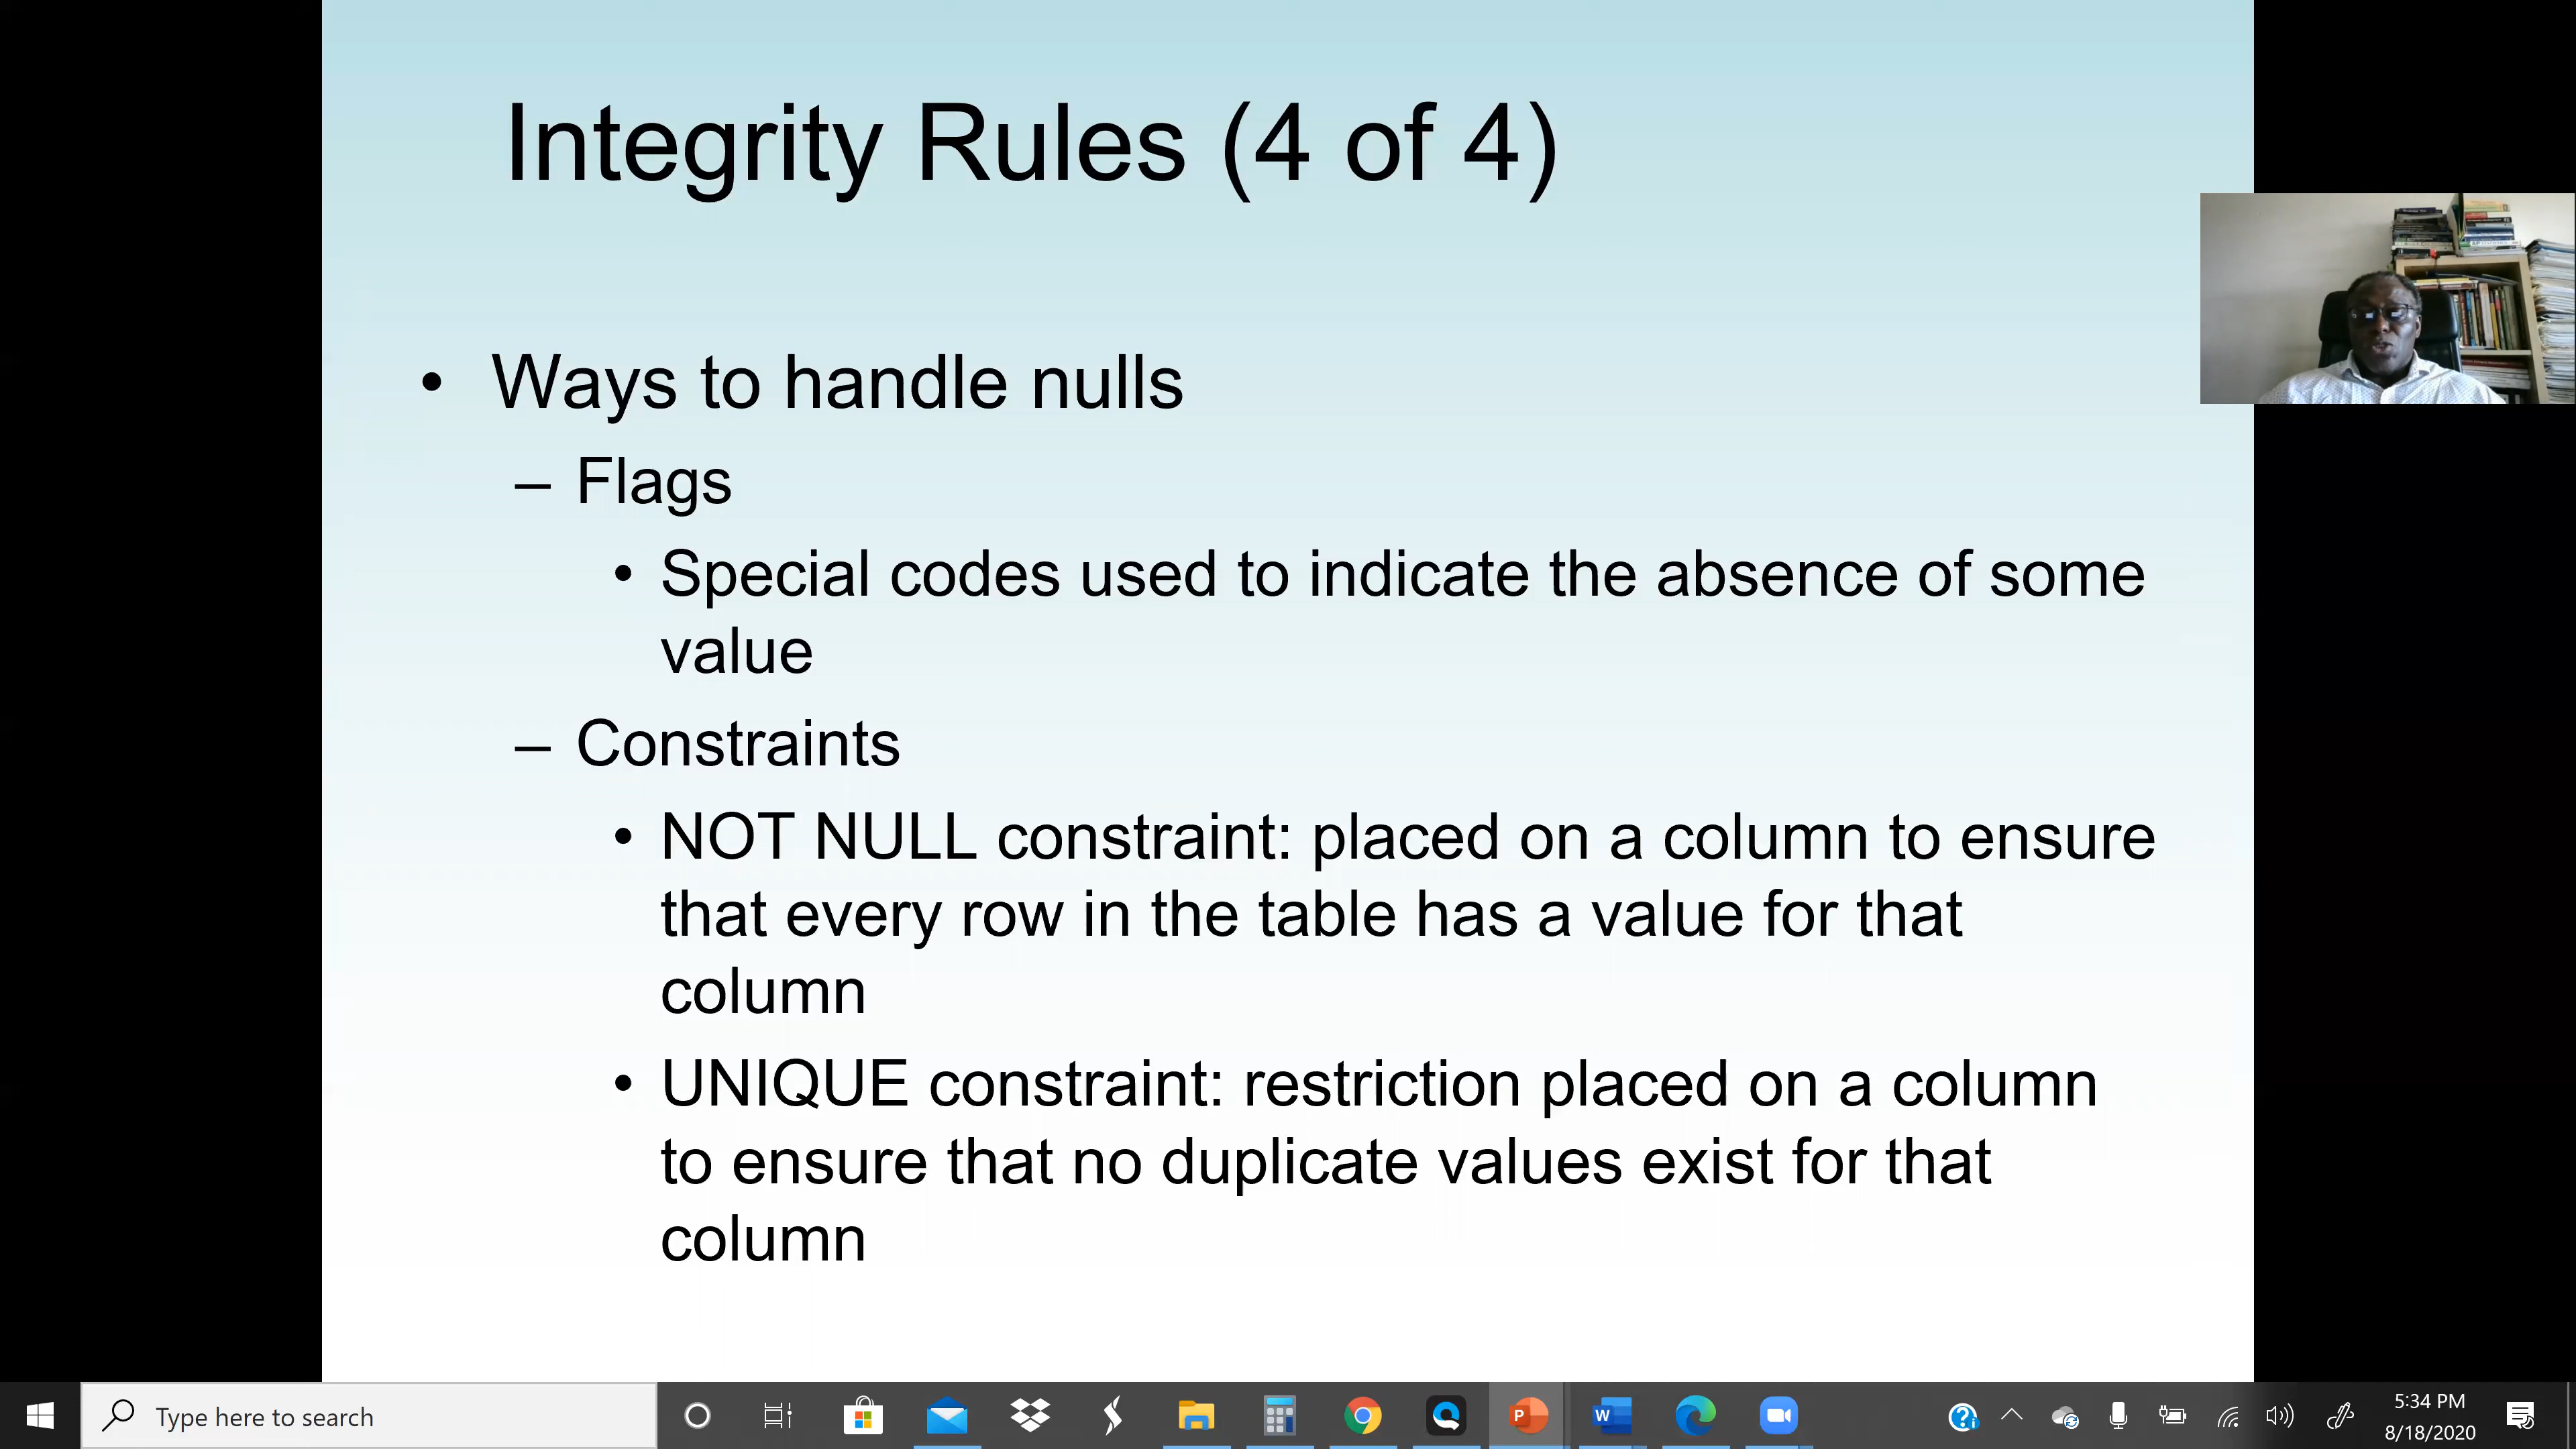 Integrity Rules (4 of 4)
• Ways to handle nulls
– Flags
• Special codes used to indicate the absence of some
value
– Constraints
• NOT NULL constraint: placed on a column to ensure
that every row in the table has a value for that
column
• UNIQUE constraint: restriction placed on a column
to ensure that no duplicate values exist for that
column
Type here to search
5:34 PM
8/18/2020